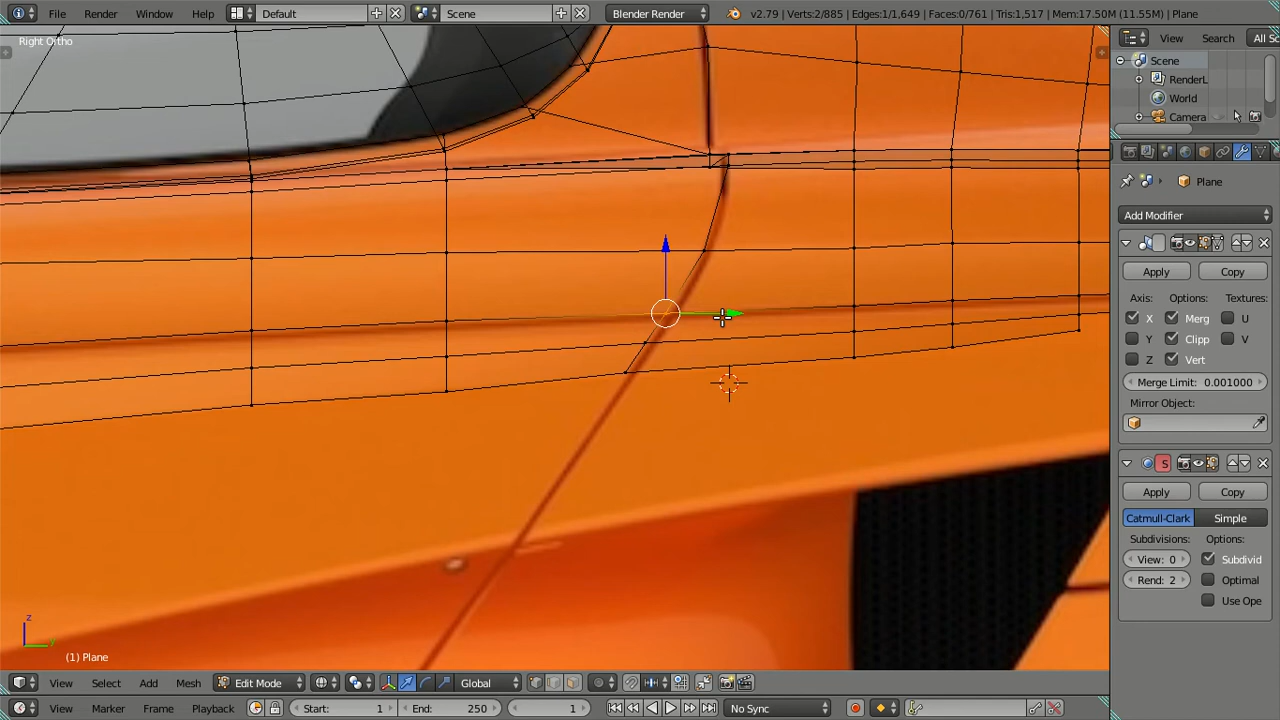 File Render Window Help Default Scene Blender Render v2.79 | Verts:2/885 | Edges:1/1,649 | Faces:0/761 | Tris:1,517 | Mem:17.50M (11.55M) | Plane
Right Ortho
View Search All Sc
Scene
RenderL
World
Camera
Plane
Add Modifier
Apply Copy
Axis: Options: Textures:
X Merg U
Y Clipp V
Z Vert
Merge Limit: 0.001000
Mirror Object:
S
Apply Copy
Catmull-Clark Simple
Subdivisions: Options:
View: 0 Subdivid
Rend: 2 Optimal
Use Ope
z
y
(1) Plane
View Select Add Mesh Edit Mode Global
View Marker Frame Playback Start: 1 End: 250 1 No Sync